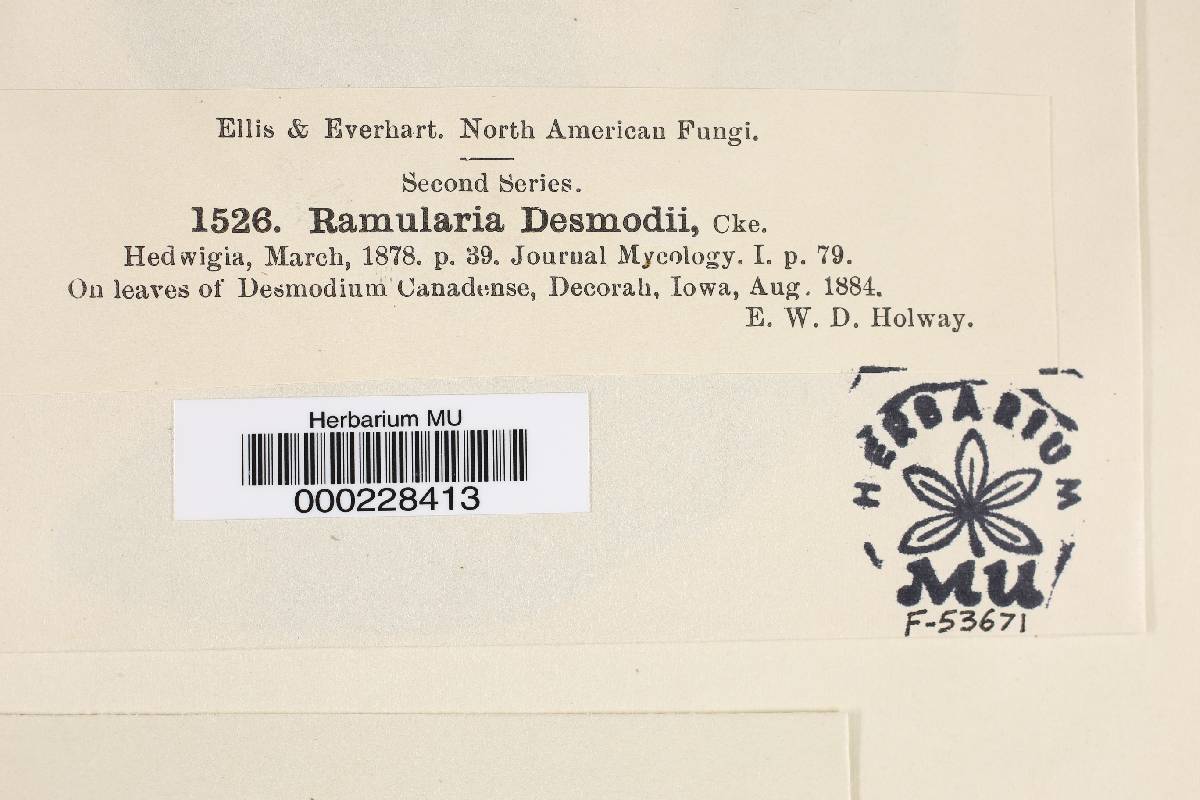 Ellis & Everhart. North American Fungi.
Second Series.
1526. Ramularia Desmodii, Cke.
Hedwigia, March, 1878. p. 39. Journal Mycology. I. p. 79.
On leaves of Desmodium Canadense, Decorah, Iowa, Aug. 1884.
E. W. D. Holway.
Herbarium MU
000228413
HERBARIUM
MU
F-53671